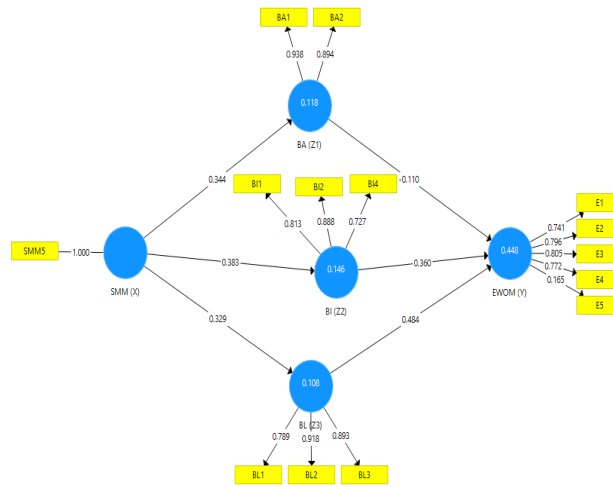 BA1 BA2
0.938 0.894
0.118
BA (Z1)
0.344 BI1 BI2 BI4 -0.110
0.813 0.888 0.727
E1
0.741 E2
0.796
SMM5 1.000 0.383 0.146 0.360 0.448 0.805 E3
0.772 E4
SMM (X) BI (Z2) EWOM (Y) 0.165 E5
0.329 0.484
0.108
BL (Z3)
0.789 0.918 0.893
BL1 BL2 BL3